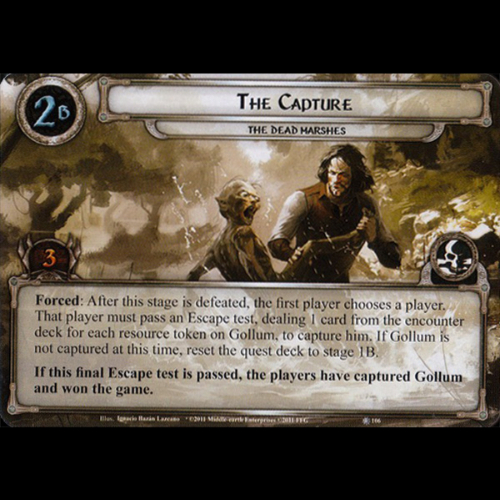 2B
THE CAPTURE
THE DEAD MARSHES
3
Forced: After this stage is defeated, the first player chooses a player.
That player must pass an Escape test, dealing 1 card from the encounter
deck for each resource token on Gollum, to capture him. If Gollum is
not captured at this time, reset the quest deck to stage 1B.
If this final Escape test is passed, the players have captured Gollum
and won the game.
Illus. Ignacio Bazán Lazcano ©2011 Middle-earth Enterprises ©2011 FFG 106